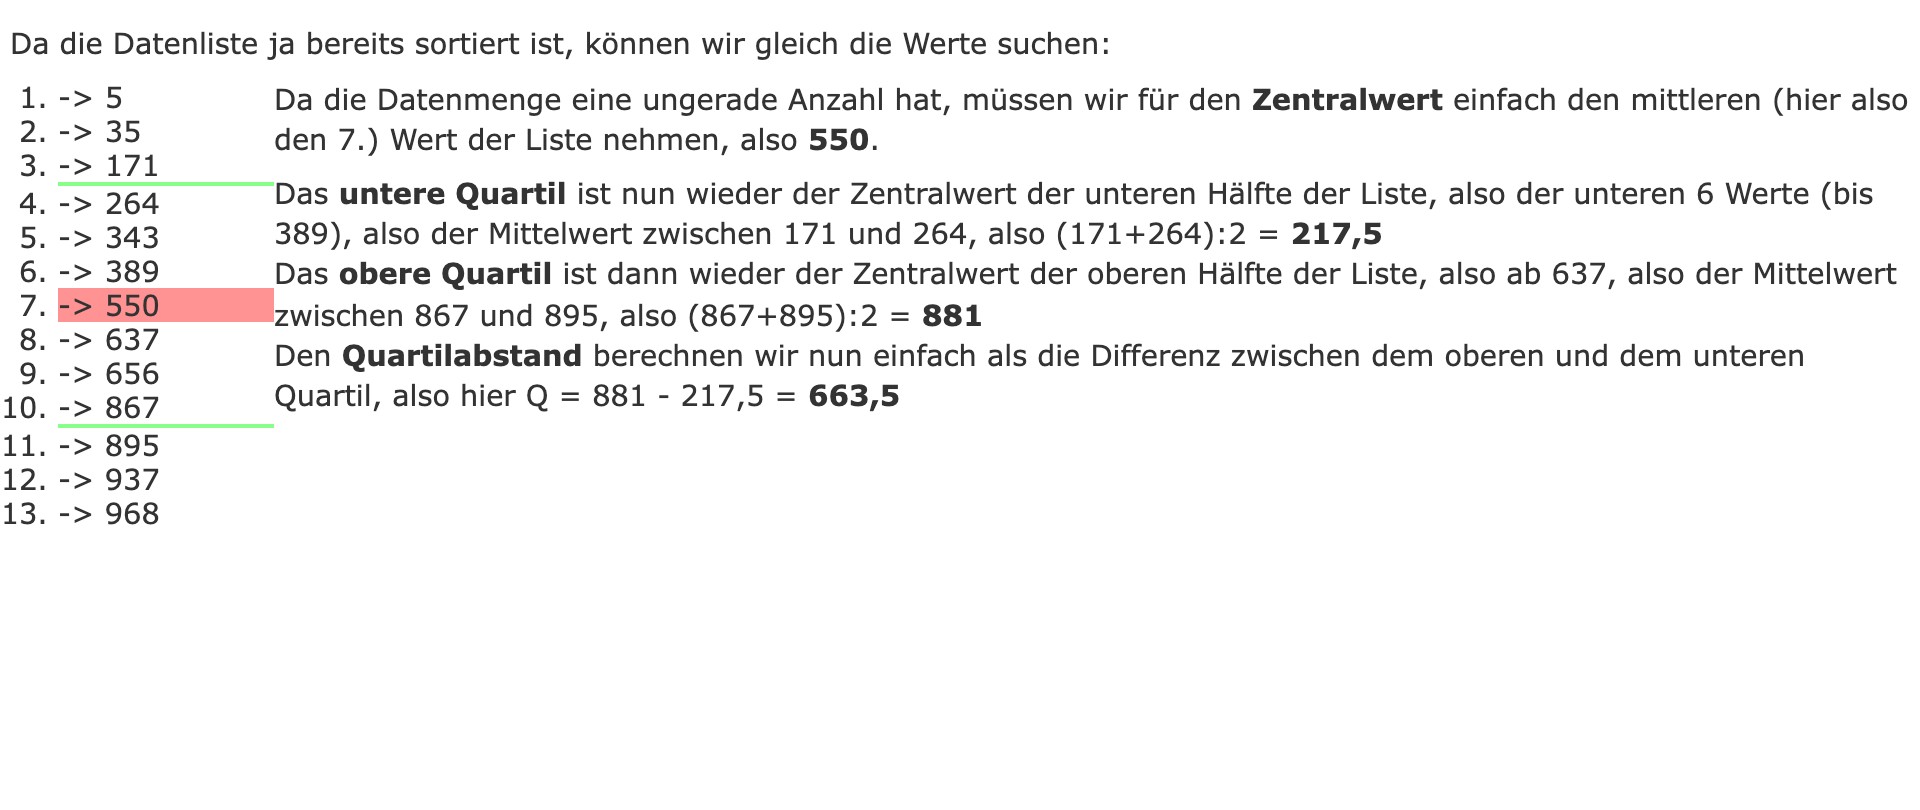 Da die Datenliste ja bereits sortiert ist, können wir gleich die Werte suchen:
1. -> 5
2. -> 35
3. -> 171
4. -> 264
5. -> 343
6. -> 389
7. -> 550
8. -> 637
9. -> 656
10. -> 867
11. -> 895
12. -> 937
13. -> 968
Da die Datenmenge eine ungerade Anzahl hat, müssen wir für den Zentralwert einfach den mittleren (hier also
den 7.) Wert der Liste nehmen, also 550.
Das untere Quartil ist nun wieder der Zentralwert der unteren Hälfte der Liste, also der unteren 6 Werte (bis
389), also der Mittelwert zwischen 171 und 264, also (171+264):2 = 217,5
Das obere Quartil ist dann wieder der Zentralwert der oberen Hälfte der Liste, also ab 637, also der Mittelwert
zwischen 867 und 895, also (867+895):2 = 881
Den Quartilabstand berechnen wir nun einfach als die Differenz zwischen dem oberen und dem unteren
Quartil, also hier Q = 881 - 217,5 = 663,5